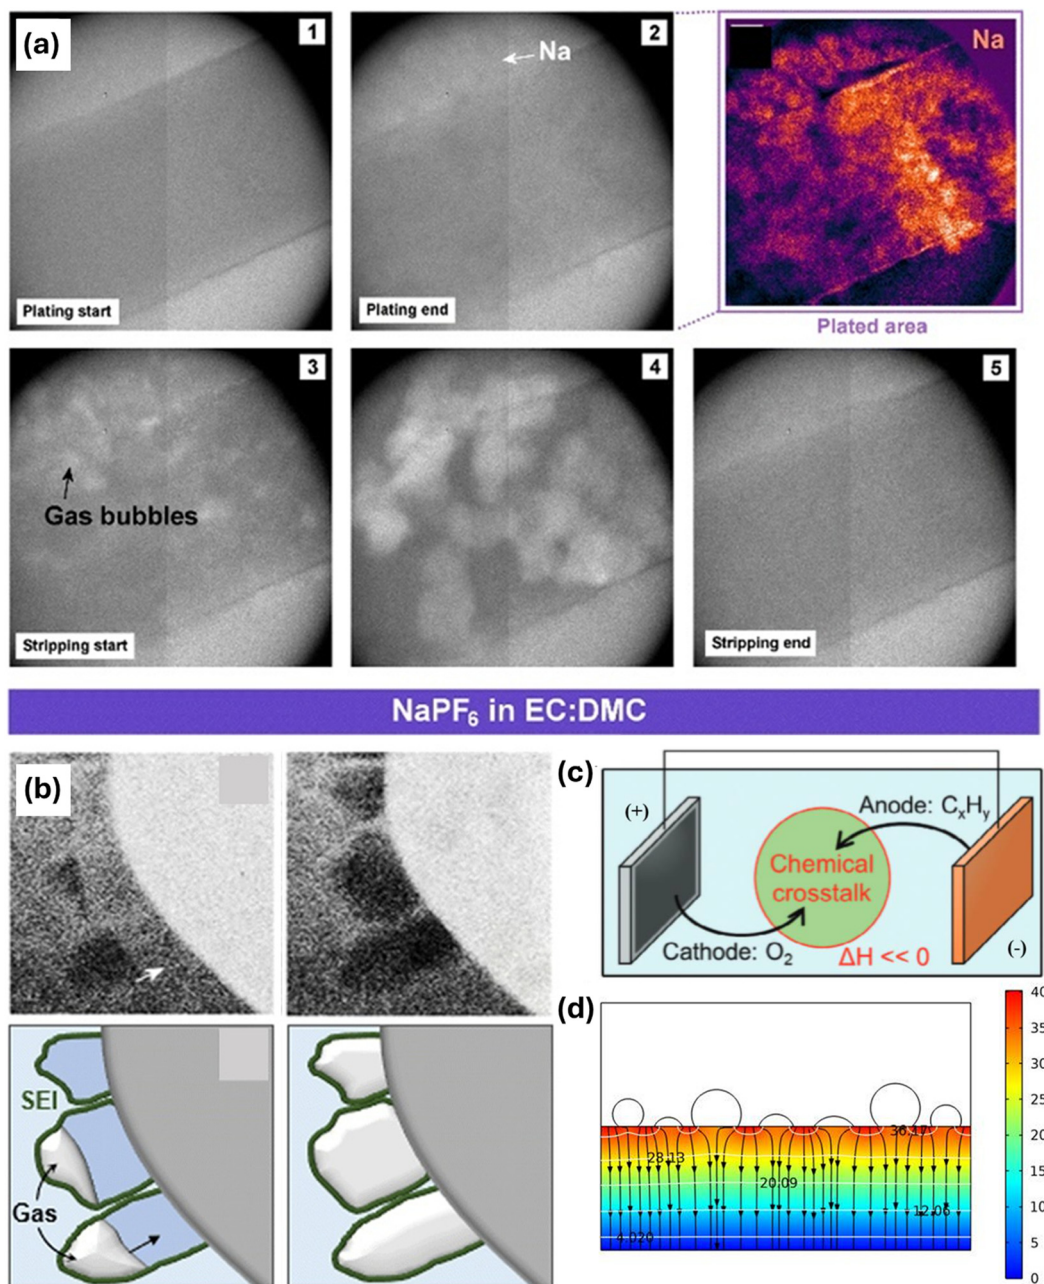 (a)
1
2
Na
Na
Plating start
Plating end
Plated area
3
4
5
Gas bubbles
Stripping start
Stripping end
NaPF₆ in EC:DMC
(b)
(c)
(+)
Anode: CₓHᵧ
Chemical
crosstalk
Cathode: O₂
ΔH << 0
(-)
SEI
Gas
(d)
40
35
30
25
20
15
10
5
0
36.17
28.13
20.09
12.06
4.020